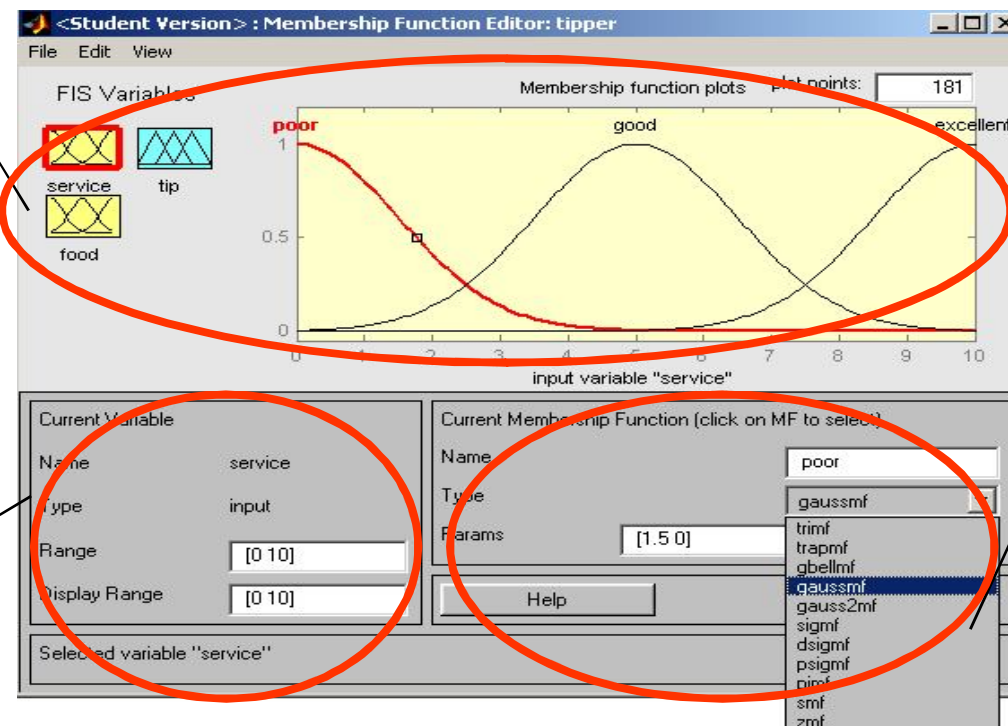 <Student Version> : Membership Function Editor: tipper
File Edit View
FIS Variables
Membership function plots plot points: 181
service tip
food
poor good excellent
1
0.5
0
0 1 2 3 4 5 6 7 8 9 10
input variable "service"
Current Variable
Name service
Type input
Range [0 10]
Display Range [0 10]
Current Membership Function (click on MF to select)
Name poor
Type gaussmf
Params [1.5 0]
trimf
trapmf
gbellmf
gaussmf
gauss2mf
sigmf
dsigmf
psigmf
pimf
smf
zmf
Help
Selected variable "service"